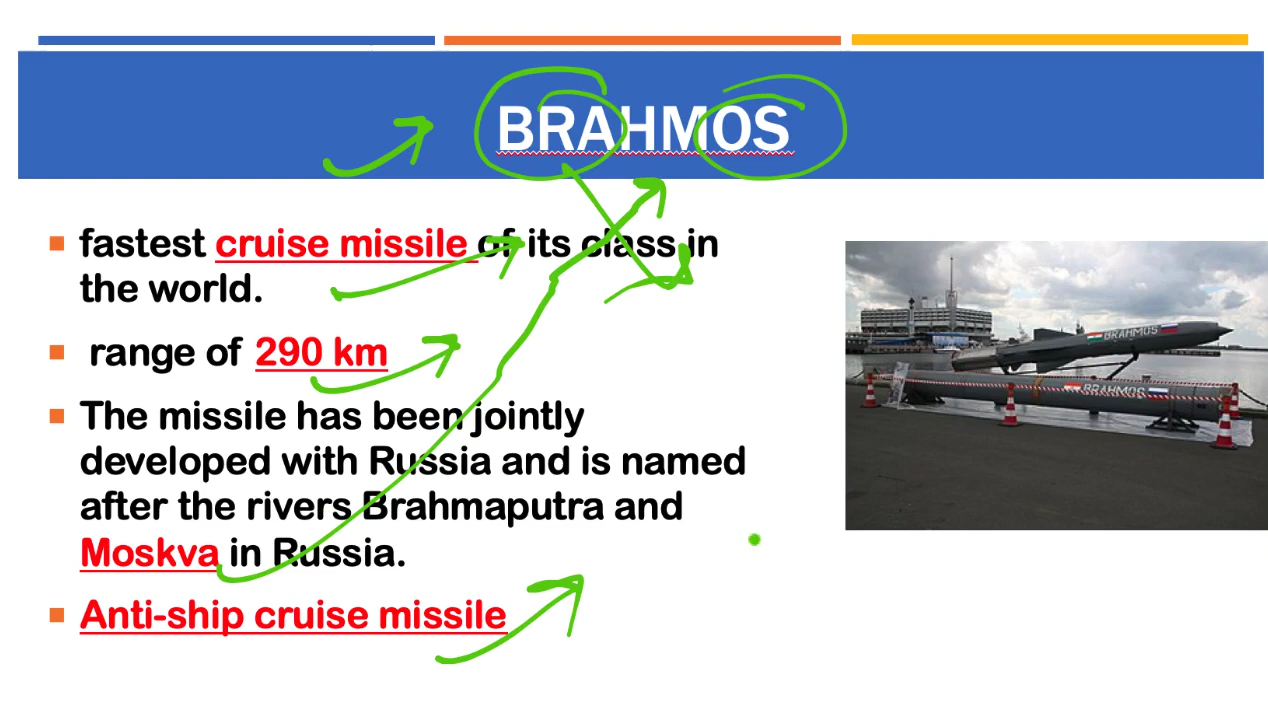 BRAHMOS
fastest cruise missile of its class in
the world.
range of 290 km
The missile has been jointly
developed with Russia and is named
after the rivers Brahmaputra and
Moskva in Russia.
Anti-ship cruise missile
BRAHMOS
BRAHMOS